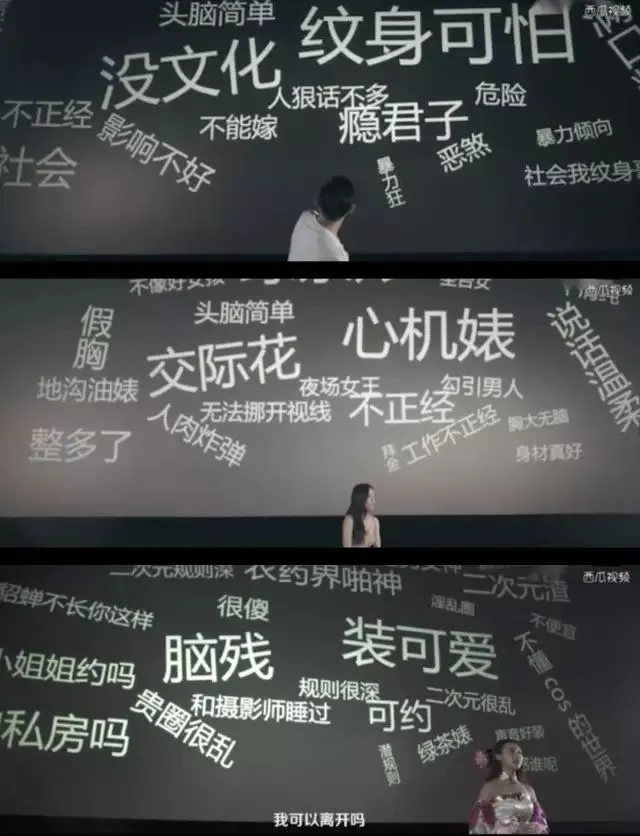 西瓜视频
头脑简单
纹身可怕
没文化
人狠话不多
危险
不正经
影响不好
不能嫁
瘾君子
恶煞
暴力倾向
社会
暴力狂
社会我纹身
西瓜视频
不像好女孩
假胸
头脑简单
心机婊
说话温柔
交际花
地沟油婊
夜场女王
勾引男人
人肉炸弹
无法挪开视线
不正经
整多了
拜金
工作不正经
胸大无脑
身材真好
西瓜视频
二次元规则深
农药界啪神
二次元渣
貂蝉不长你这样
很傻
淫乱圈
不便宜
脑残
装可爱
不懂cos的世界
小姐姐约吗
规则很深
二次元很乱
贵圈很乱
和摄影师睡过
可约
私房吗
潜规则
绿茶婊
声音好装
谁呢
我可以离开吗